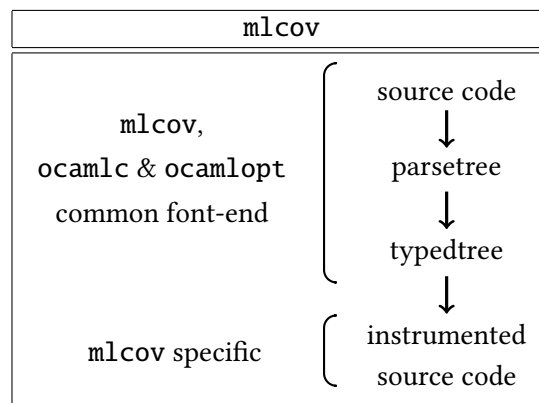 mlcov
mlcov,
ocamlc & ocamlopt
common font-end
source code
parsetree
typedtree
mlcov specific
instrumented
source code